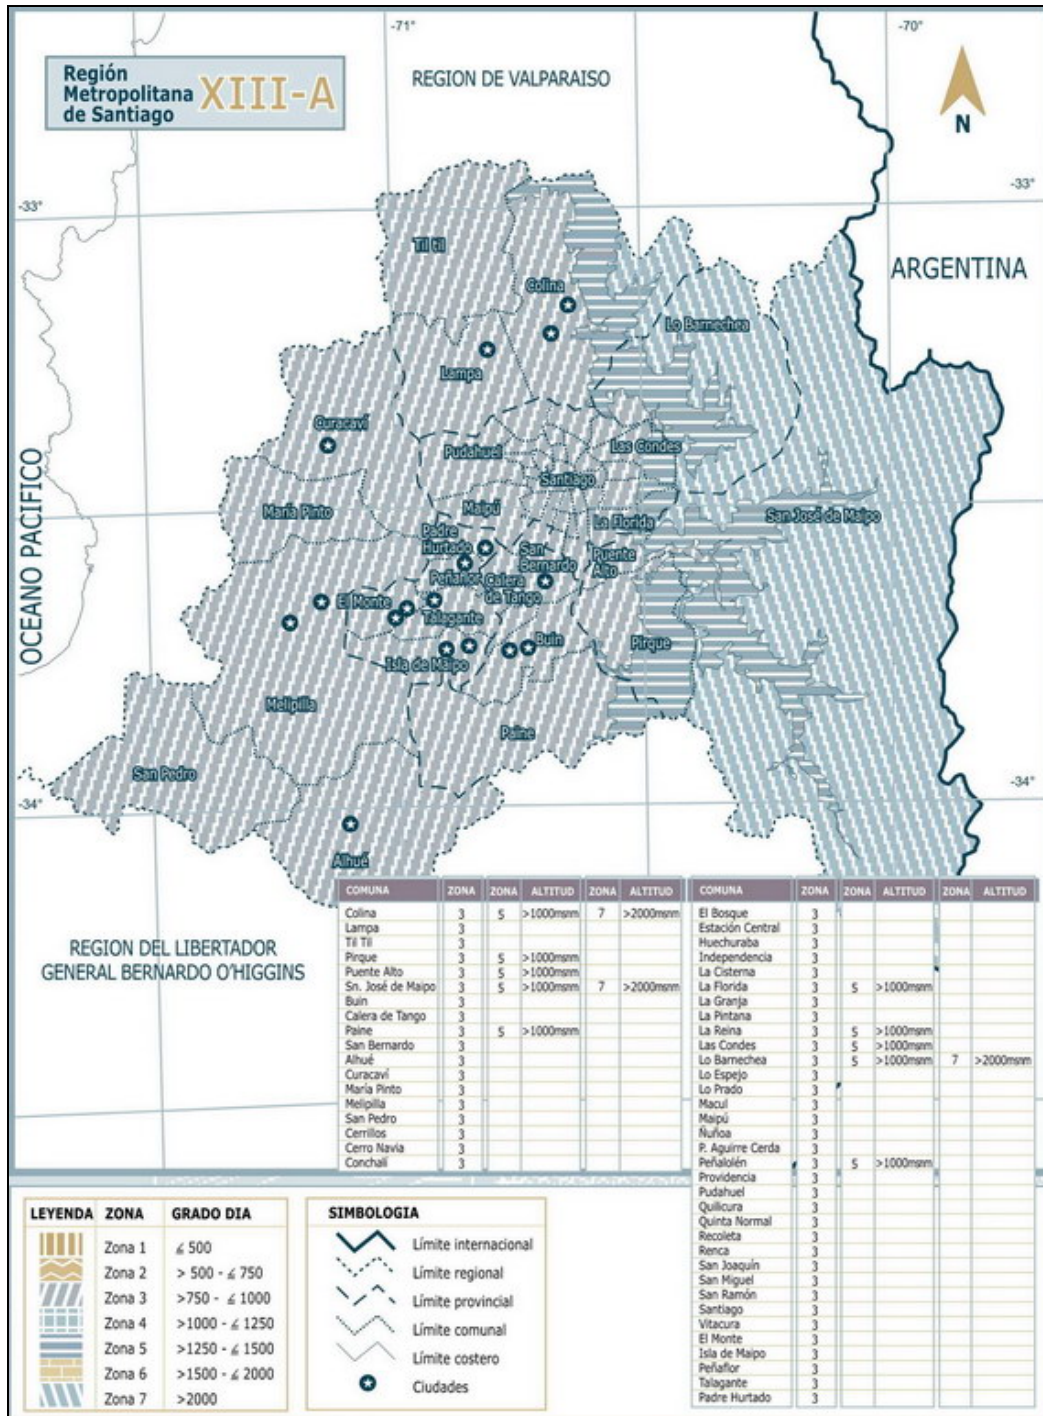 -71°
-70°
Región
Metropolitana
de Santiago
XIII-A
REGION DE VALPARAISO
N
-33°
-33°
ARGENTINA
Til til
Colina
Lo Barnechea
Lampa
Curacaví
Pudahuel
Las Condes
Santiago
OCEANO PACIFICO
María Pinto
Maipú
La Florida
San José de Maipo
Padre
Hurtado
San
Bernardo
Puente
Alto
Peñaflor
Calera
de Tango
El Monte
Talagante
Buin
Pirque
Isla de Maipo
Melipilla
Paine
San Pedro
-34°
-34°
Alhué
REGION DEL LIBERTADOR
GENERAL BERNARDO O'HIGGINS
COMUNA ZONA ZONA ALTITUD ZONA ALTITUD
Colina 3 5 >1000msnm 7 >2000msnm
Lampa 3
Til Til 3
Pirque 3 5 >1000msnm
Puente Alto 3 5 >1000msnm
Sn. José de Maipo 3 5 >1000msnm 7 >2000msnm
Buin 3
Calera de Tango 3
Paine 3 5 >1000msnm
San Bernardo 3
Alhué 3
Curacaví 3
María Pinto 3
Melipilla 3
San Pedro 3
Cerrillos 3
Cerro Navia 3
Conchalí 3
COMUNA ZONA ZONA ALTITUD ZONA ALTITUD
El Bosque 3
Estación Central 3
Huechuraba 3
Independencia 3
La Cisterna 3
La Florida 3 5 >1000msnm
La Granja 3
La Pintana 3
La Reina 3 5 >1000msnm
Las Condes 3 5 >1000msnm
Lo Barnechea 3 5 >1000msnm 7 >2000msnm
Lo Espejo 3
Lo Prado 3
Macul 3
Maipú 3
Ñuñoa 3
P. Aguirre Cerda 3
Peñalolén 3 5 >1000msnm
Providencia 3
Pudahuel 3
Quilicura 3
Quinta Normal 3
Recoleta 3
Renca 3
San Joaquín 3
San Miguel 3
San Ramón 3
Santiago 3
Vitacura 3
El Monte 3
Isla de Maipo 3
Peñaflor 3
Talagante 3
Padre Hurtado 3
LEYENDA ZONA GRADO DIA
Zona 1 ≤ 500
Zona 2 > 500 - ≤ 750
Zona 3 >750 - ≤ 1000
Zona 4 >1000 - ≤ 1250
Zona 5 >1250 - ≤ 1500
Zona 6 >1500 - ≤ 2000
Zona 7 >2000
SIMBOLOGIA
Límite internacional
Límite regional
Límite provincial
Límite comunal
Límite costero
Ciudades